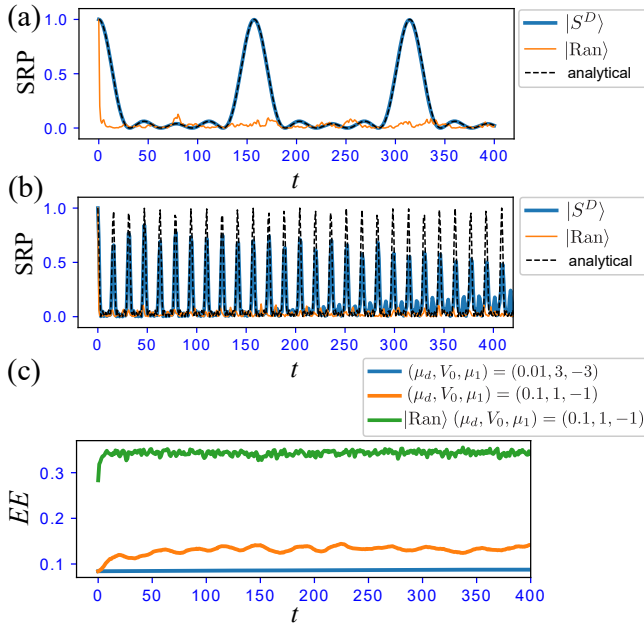 (a)
SRP
1.0
0.5
0.0
0 50 100 150 200 250 300 350 400
t
|S^D⟩
|Ran⟩
analytical
(b)
SRP
1.0
0.5
0.0
0 50 100 150 200 250 300 350 400
t
|S^D⟩
|Ran⟩
analytical
(c)
(μ_d, V_0, μ_1) = (0.01, 3, −3)
(μ_d, V_0, μ_1) = (0.1, 1, −1)
|Ran⟩ (μ_d, V_0, μ_1) = (0.1, 1, −1)
EE
0.3
0.2
0.1
0 50 100 150 200 250 300 350 400
t